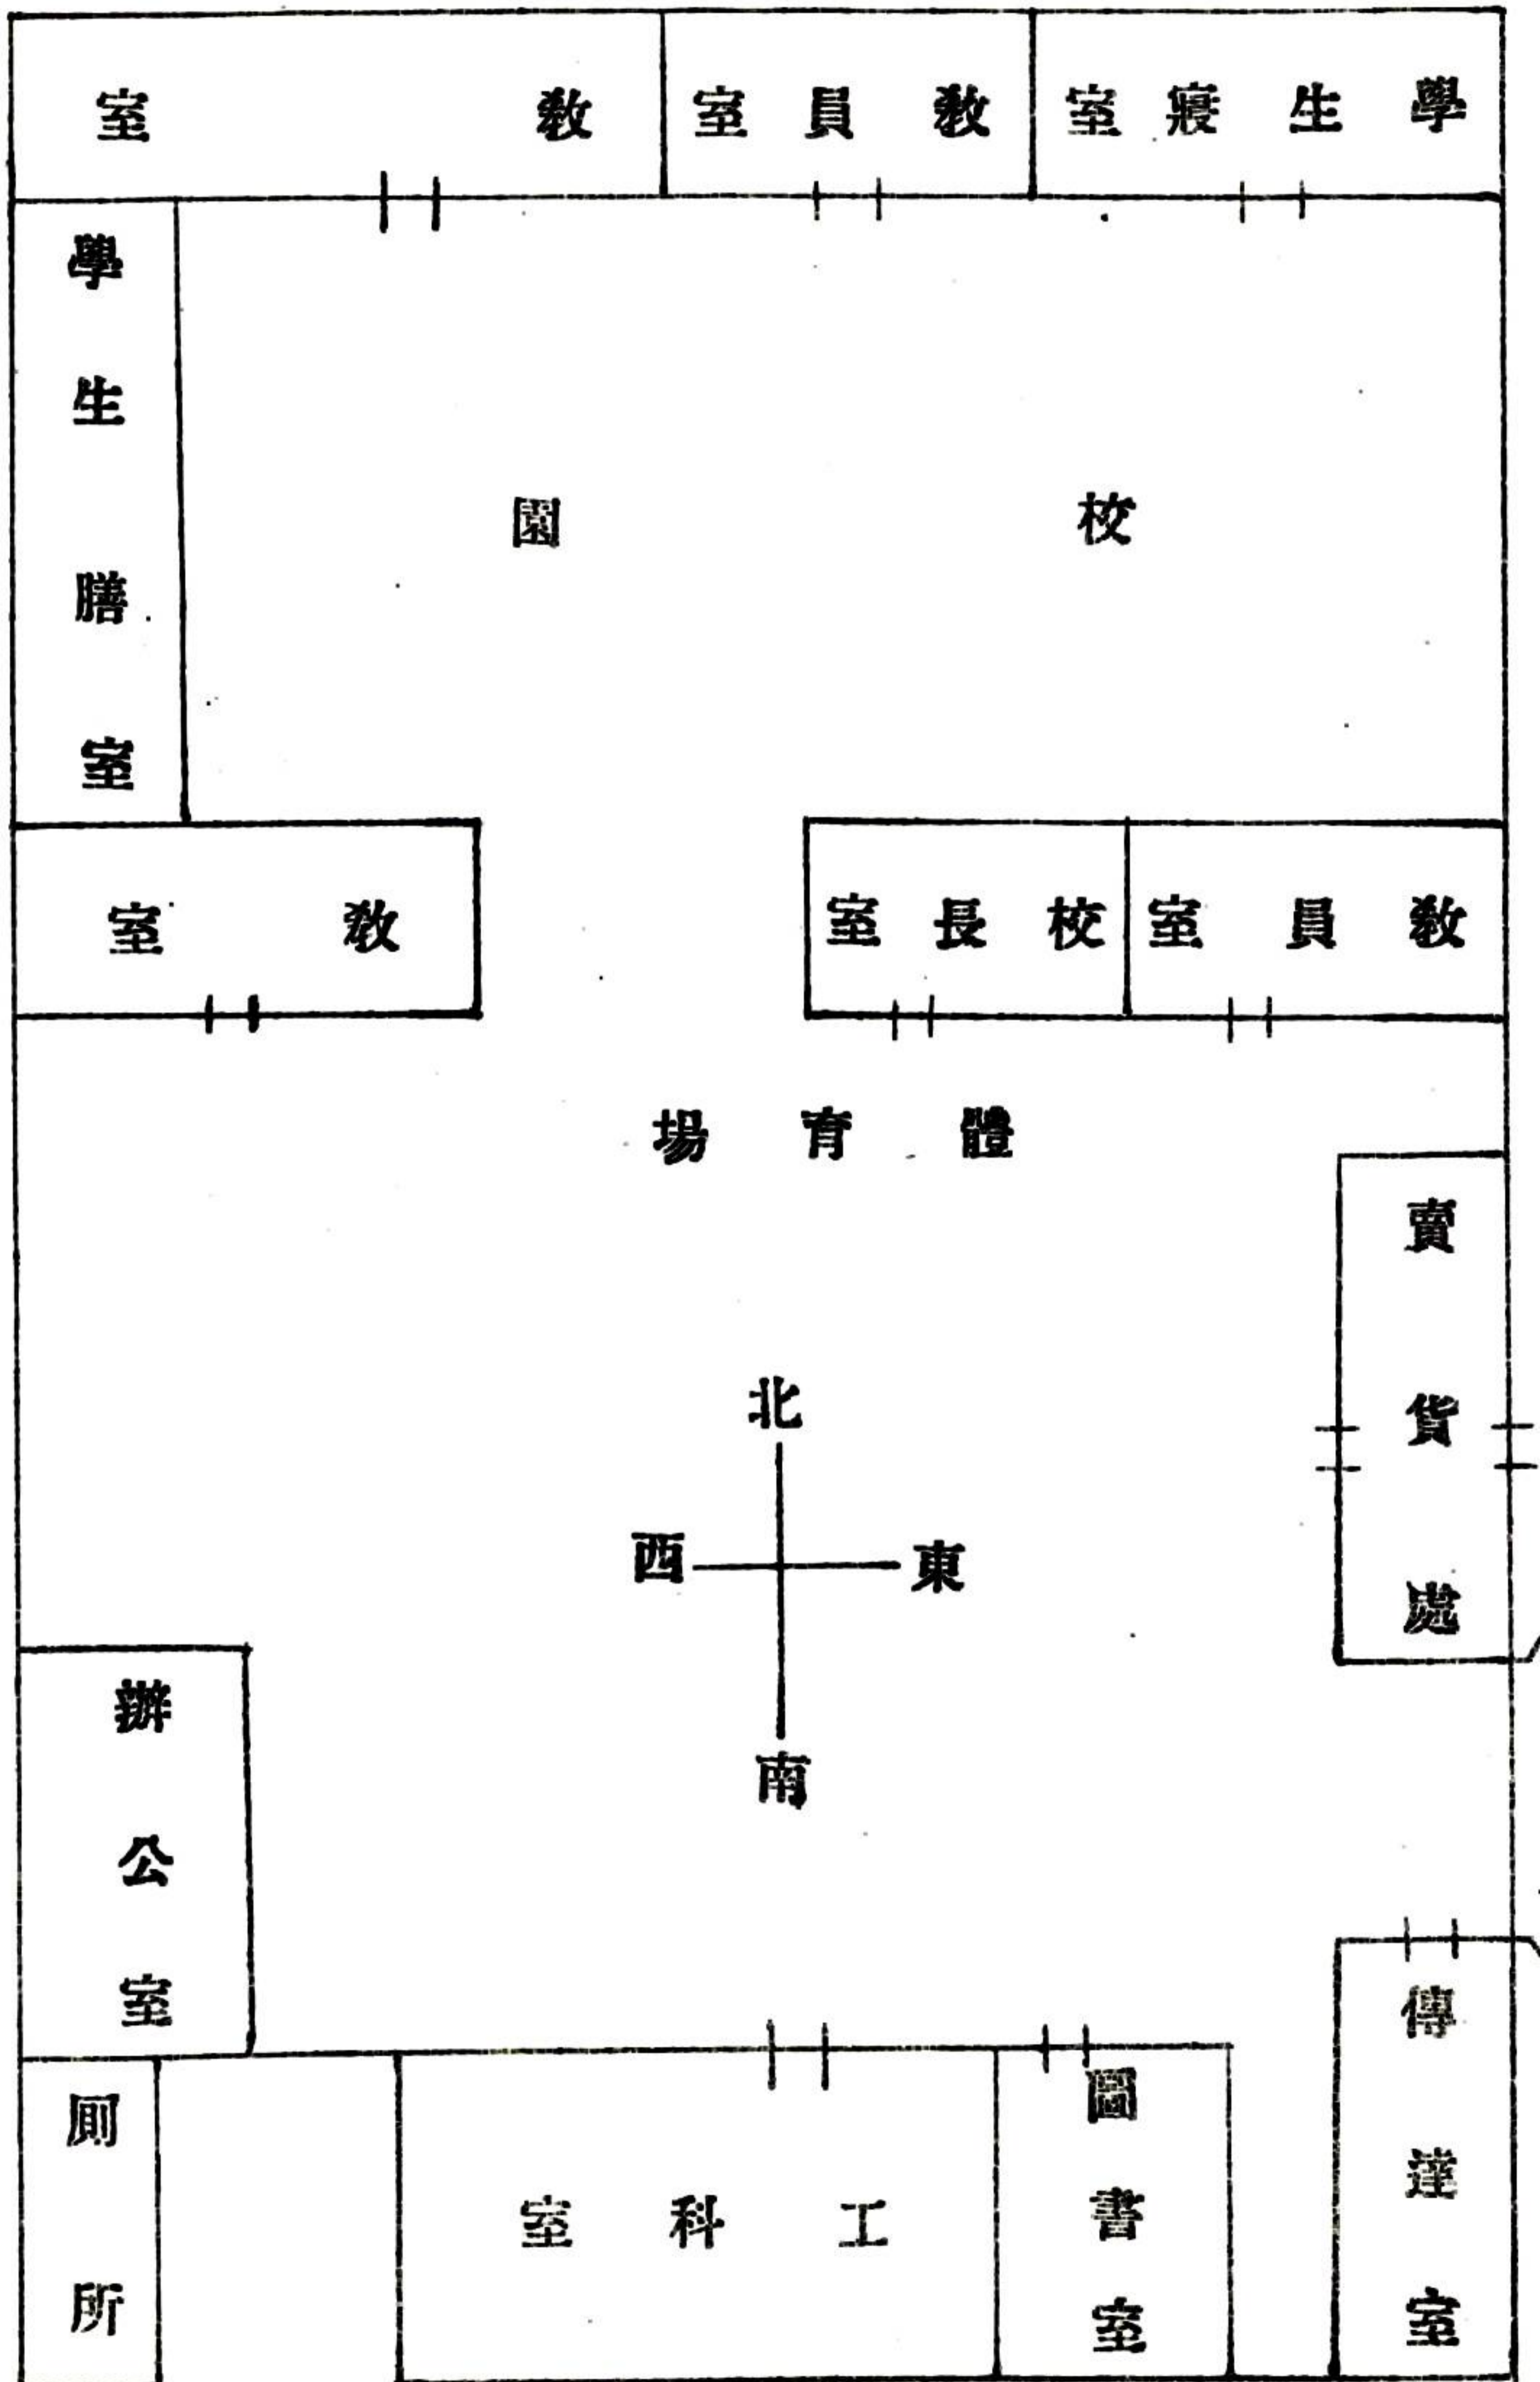 學生寢室
教員室
教室
學生膳室
校園
教員室
校長室
教室
體育場
賣貨處
北
西
東
南
辦公室
傳達室
圖書室
工科室
厠所